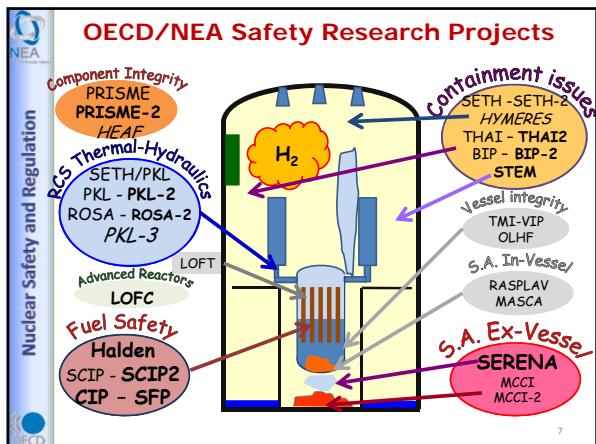 OECD/NEA Safety Research Projects
NEA
Nuclear Safety and Regulation
Component Integrity
PRISME
PRISME-2
HEAF
RCS Thermal-Hydraulics
SETH/PKL
PKL - PKL-2
ROSA - ROSA-2
PKL-3
Advanced Reactors
LOFC
Fuel Safety
Halden
SCIP - SCIP2
CIP – SFP
LOFT
H2
Containment issues
SETH -SETH-2
HYMERES
THAI - THAI2
BIP - BIP-2
STEM
Vessel integrity
TMI-VIP
OLHF
S.A. In-Vessel
RASPLAV
MASCA
S.A. Ex-Vessel
SERENA
MCCI
MCCI-2
7
OECD